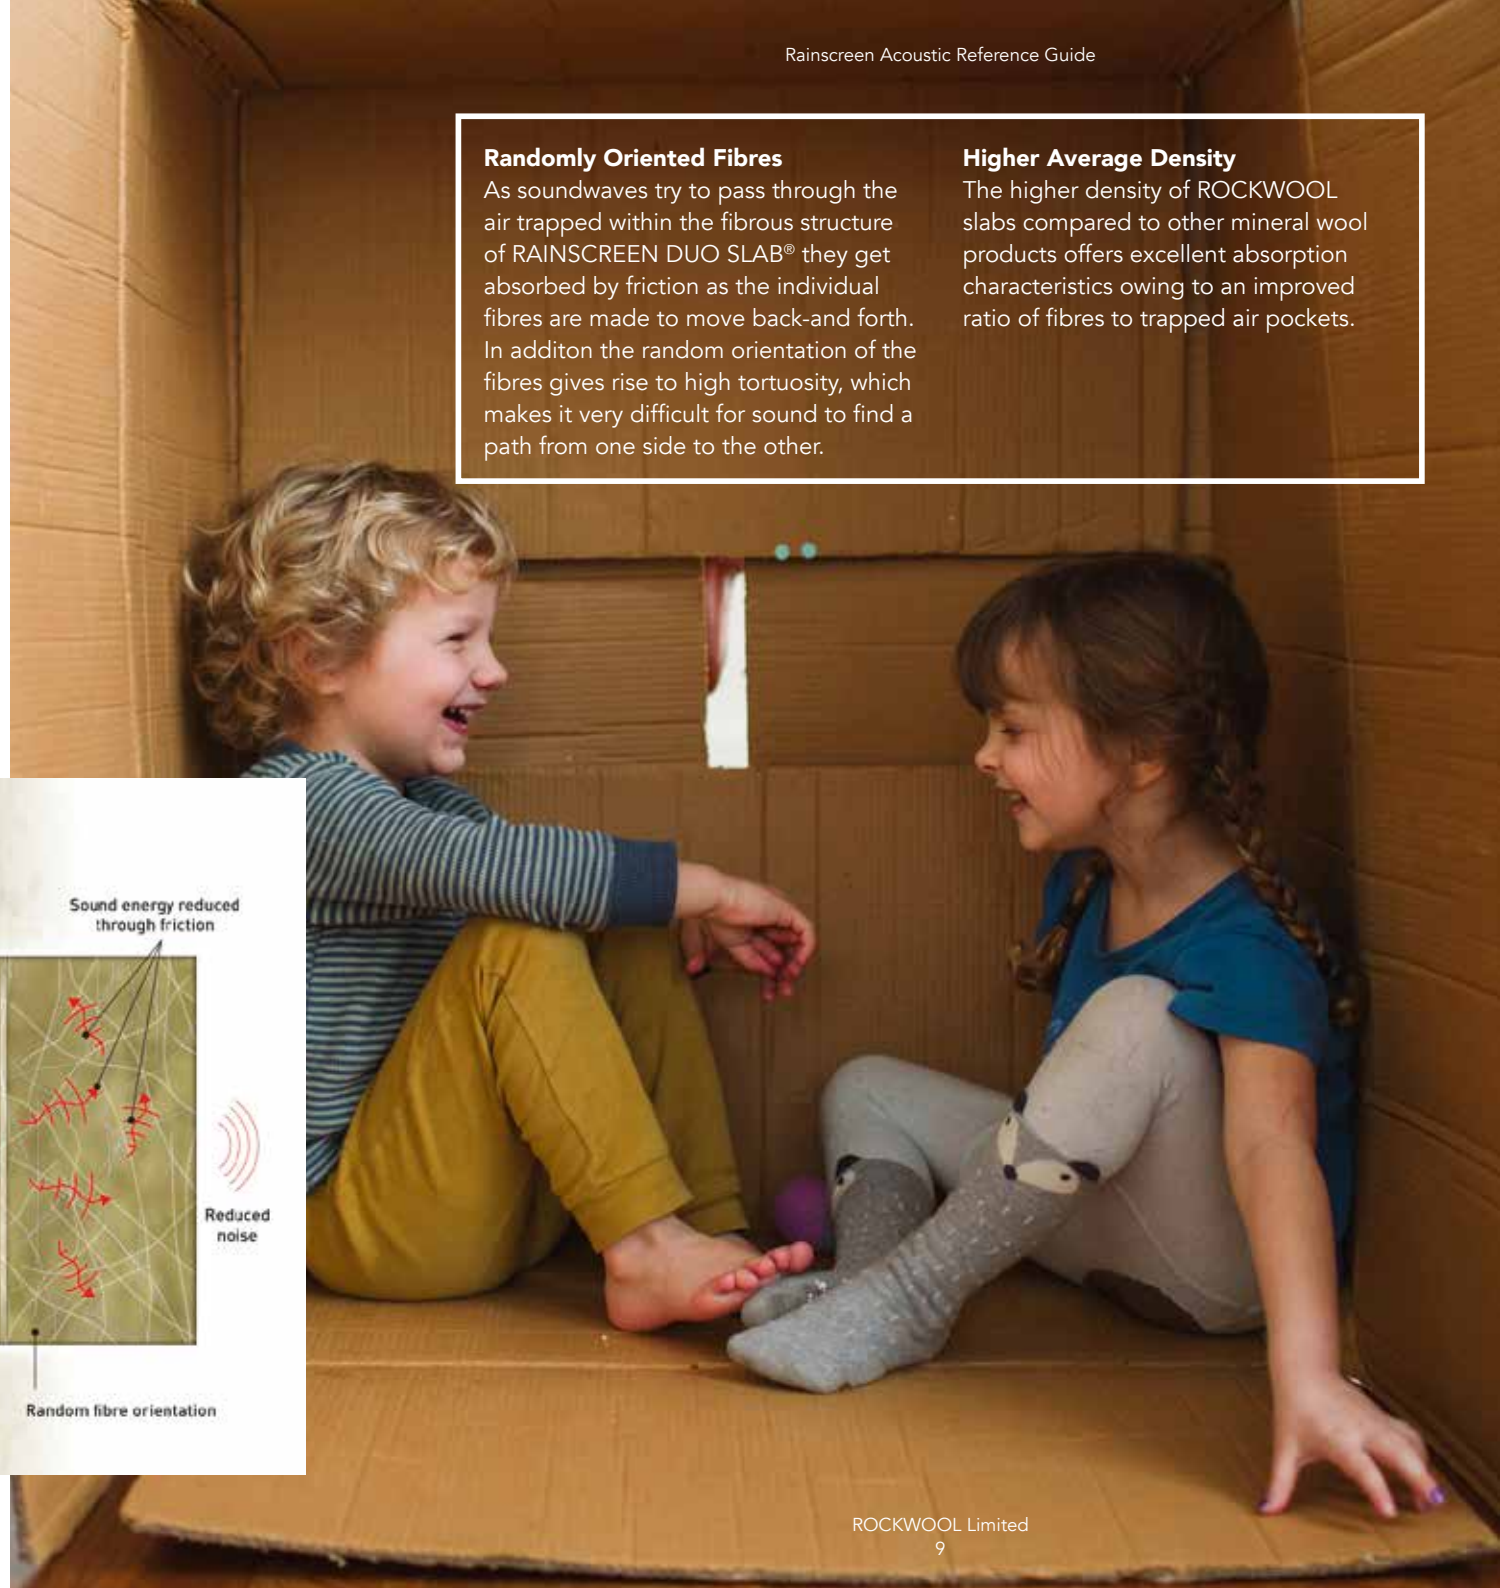 Rainscreen Acoustic Reference Guide
Randomly Oriented Fibres
As soundwaves try to pass through the
air trapped within the fibrous structure
of RAINSCREEN DUO SLAB® they get
absorbed by friction as the individual
fibres are made to move back-and forth.
In additon the random orientation of the
fibres gives rise to high tortuosity, which
makes it very difficult for sound to find a
path from one side to the other.
Higher Average Density
The higher density of ROCKWOOL
slabs compared to other mineral wool
products offers excellent absorption
characteristics owing to an improved
ratio of fibres to trapped air pockets.
Sound energy reduced
through friction
Reduced
noise
Random fibre orientation
ROCKWOOL Limited
9